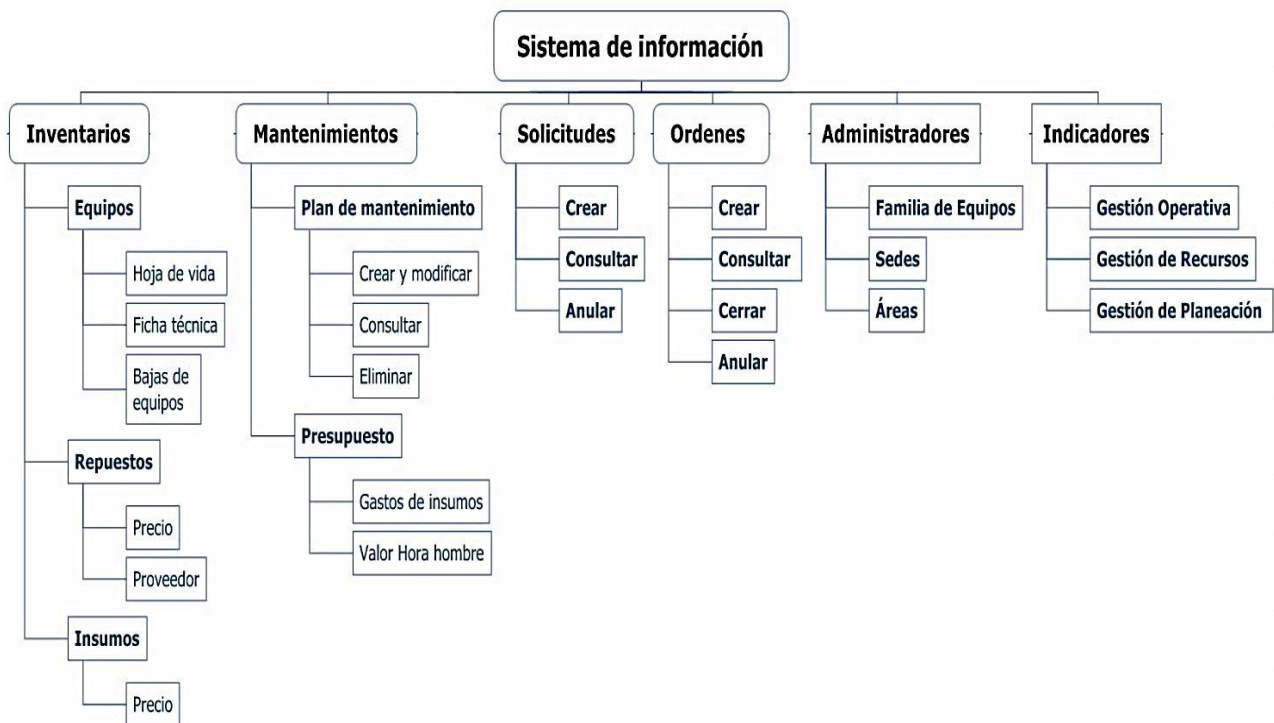 Sistema de información
Inventarios
Mantenimientos
Solicitudes
Ordenes
Administradores
Indicadores
Equipos
Hoja de vida
Ficha técnica
Bajas de
equipos
Repuestos
Precio
Proveedor
Insumos
Precio
Plan de mantenimiento
Crear y modificar
Consultar
Eliminar
Presupuesto
Gastos de insumos
Valor Hora hombre
Crear
Consultar
Anular
Crear
Consultar
Cerrar
Anular
Familia de Equipos
Sedes
Áreas
Gestión Operativa
Gestión de Recursos
Gestión de Planeación